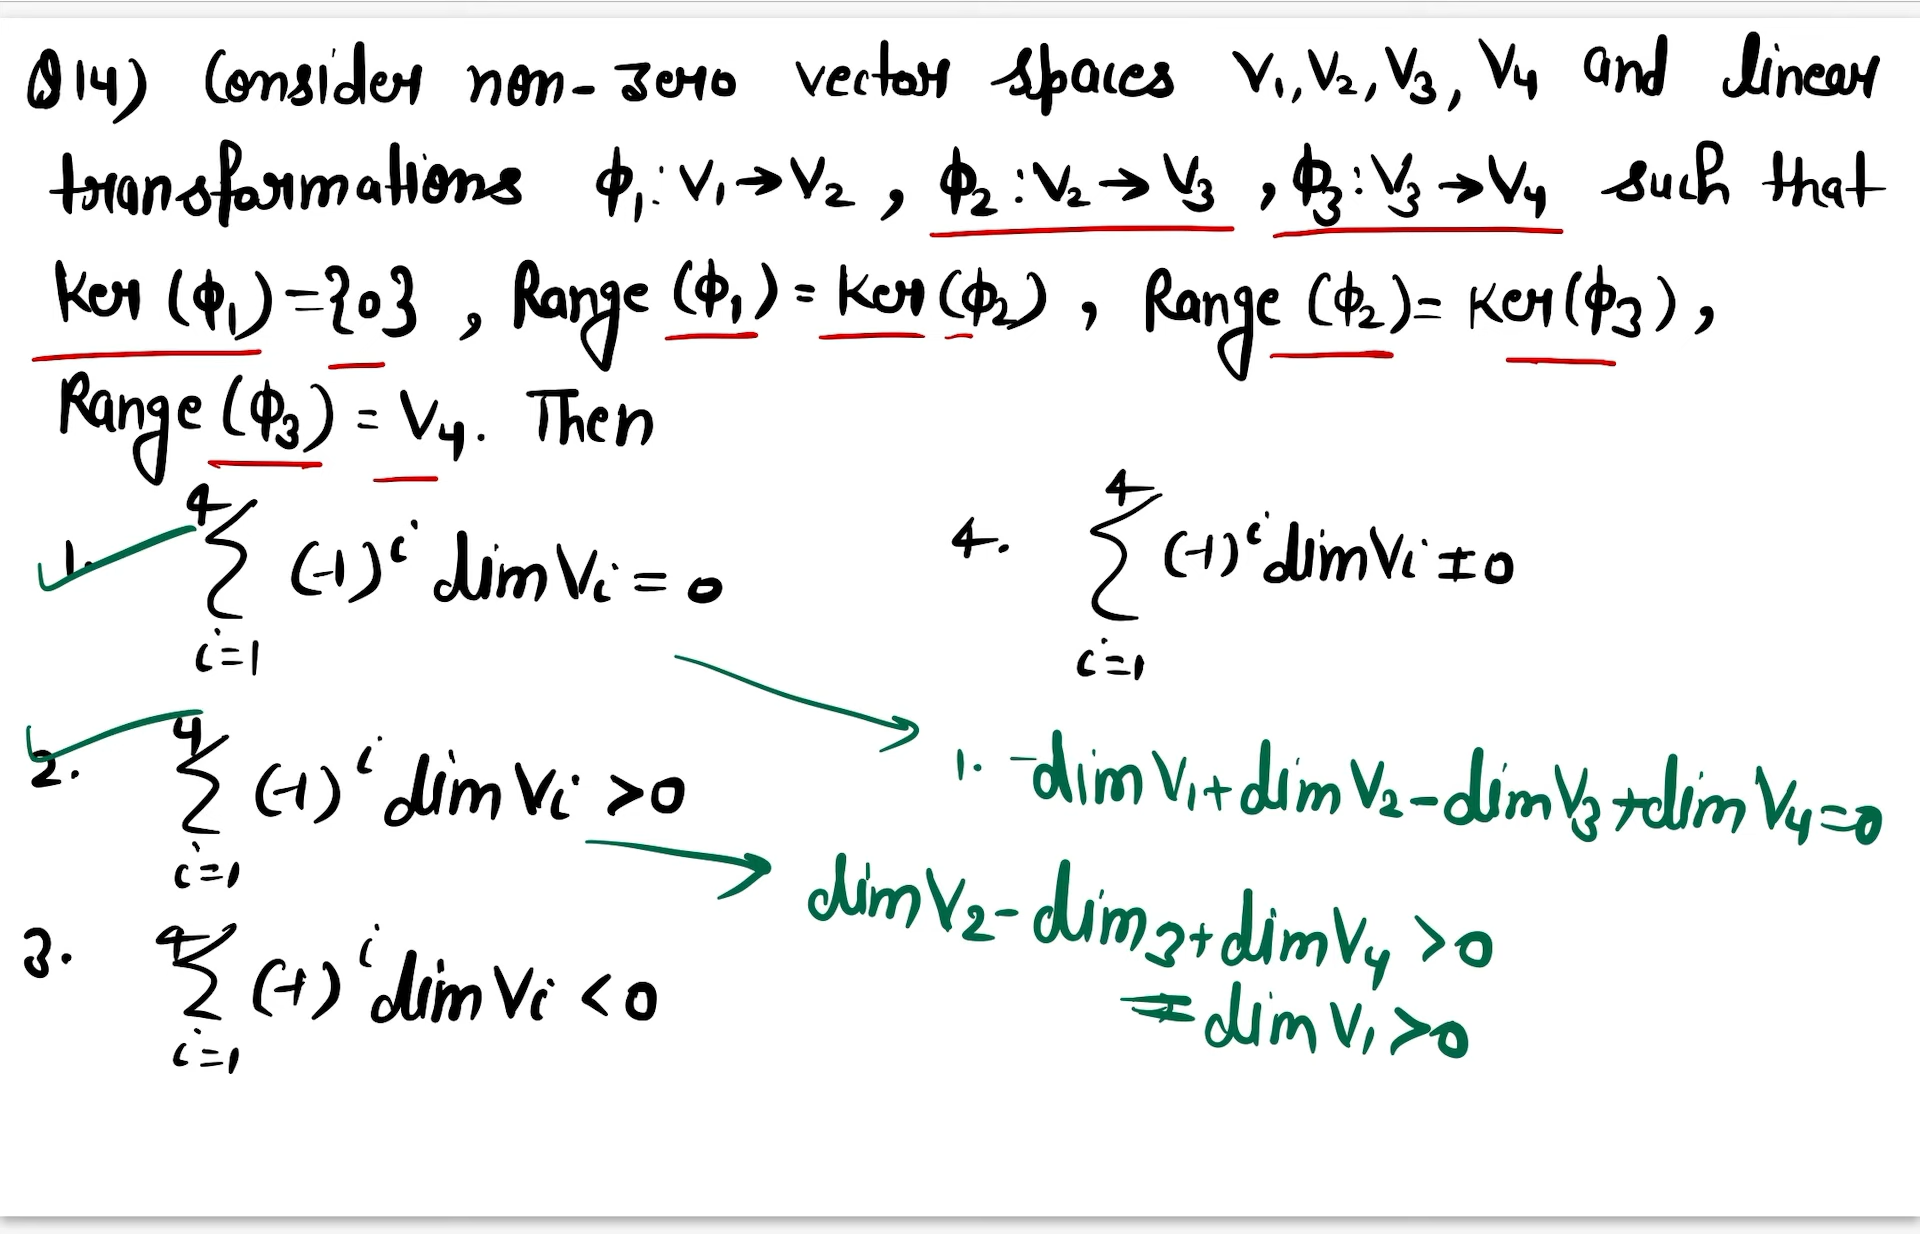 Q14) Consider non-zero vector spaces V₁, V₂, V₃, V₄ and linear
transformations ϕ₁: V₁→V₂, ϕ₂: V₂→V₃, ϕ₃: V₃→V₄ such that
Ker (ϕ₁)={0}, Range (ϕ₁) = Ker (ϕ₂), Range (ϕ₂)= Ker(ϕ₃),
Range (ϕ₃) = V₄. Then
1. ∑_{i=1}^{4} (-1)^i dim Vi = 0
4. ∑_{i=1}^{4} (-1)^i dim Vi ≠ 0
2. ∑_{i=1}^{4} (-1)^i dim Vi > 0
1. -dim V₁ + dim V₂ - dim V₃ + dim V₄ = 0
dim V₂ - dim₃ + dim V₄ > 0
3. ∑_{i=1}^{4} (-1)^i dim Vi < 0
= dim V₁ > 0